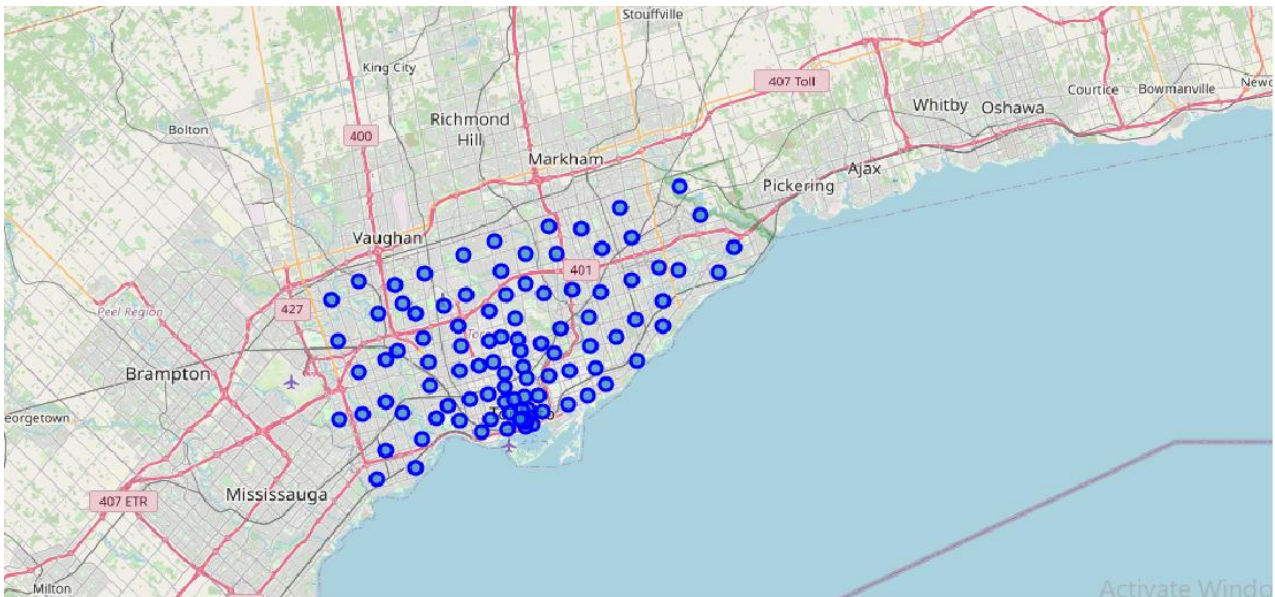 Stouffville
King City
407 Toll
Courtice
Bowmanville
Newc
Whitby
Oshawa
Bolton
400
Richmond
Hill
Markham
Ajax
Pickering
Vaughan
401
427
Peel Region
Brampton
eorgetown
Mississauga
407 ETR
Milton
Activate Windo